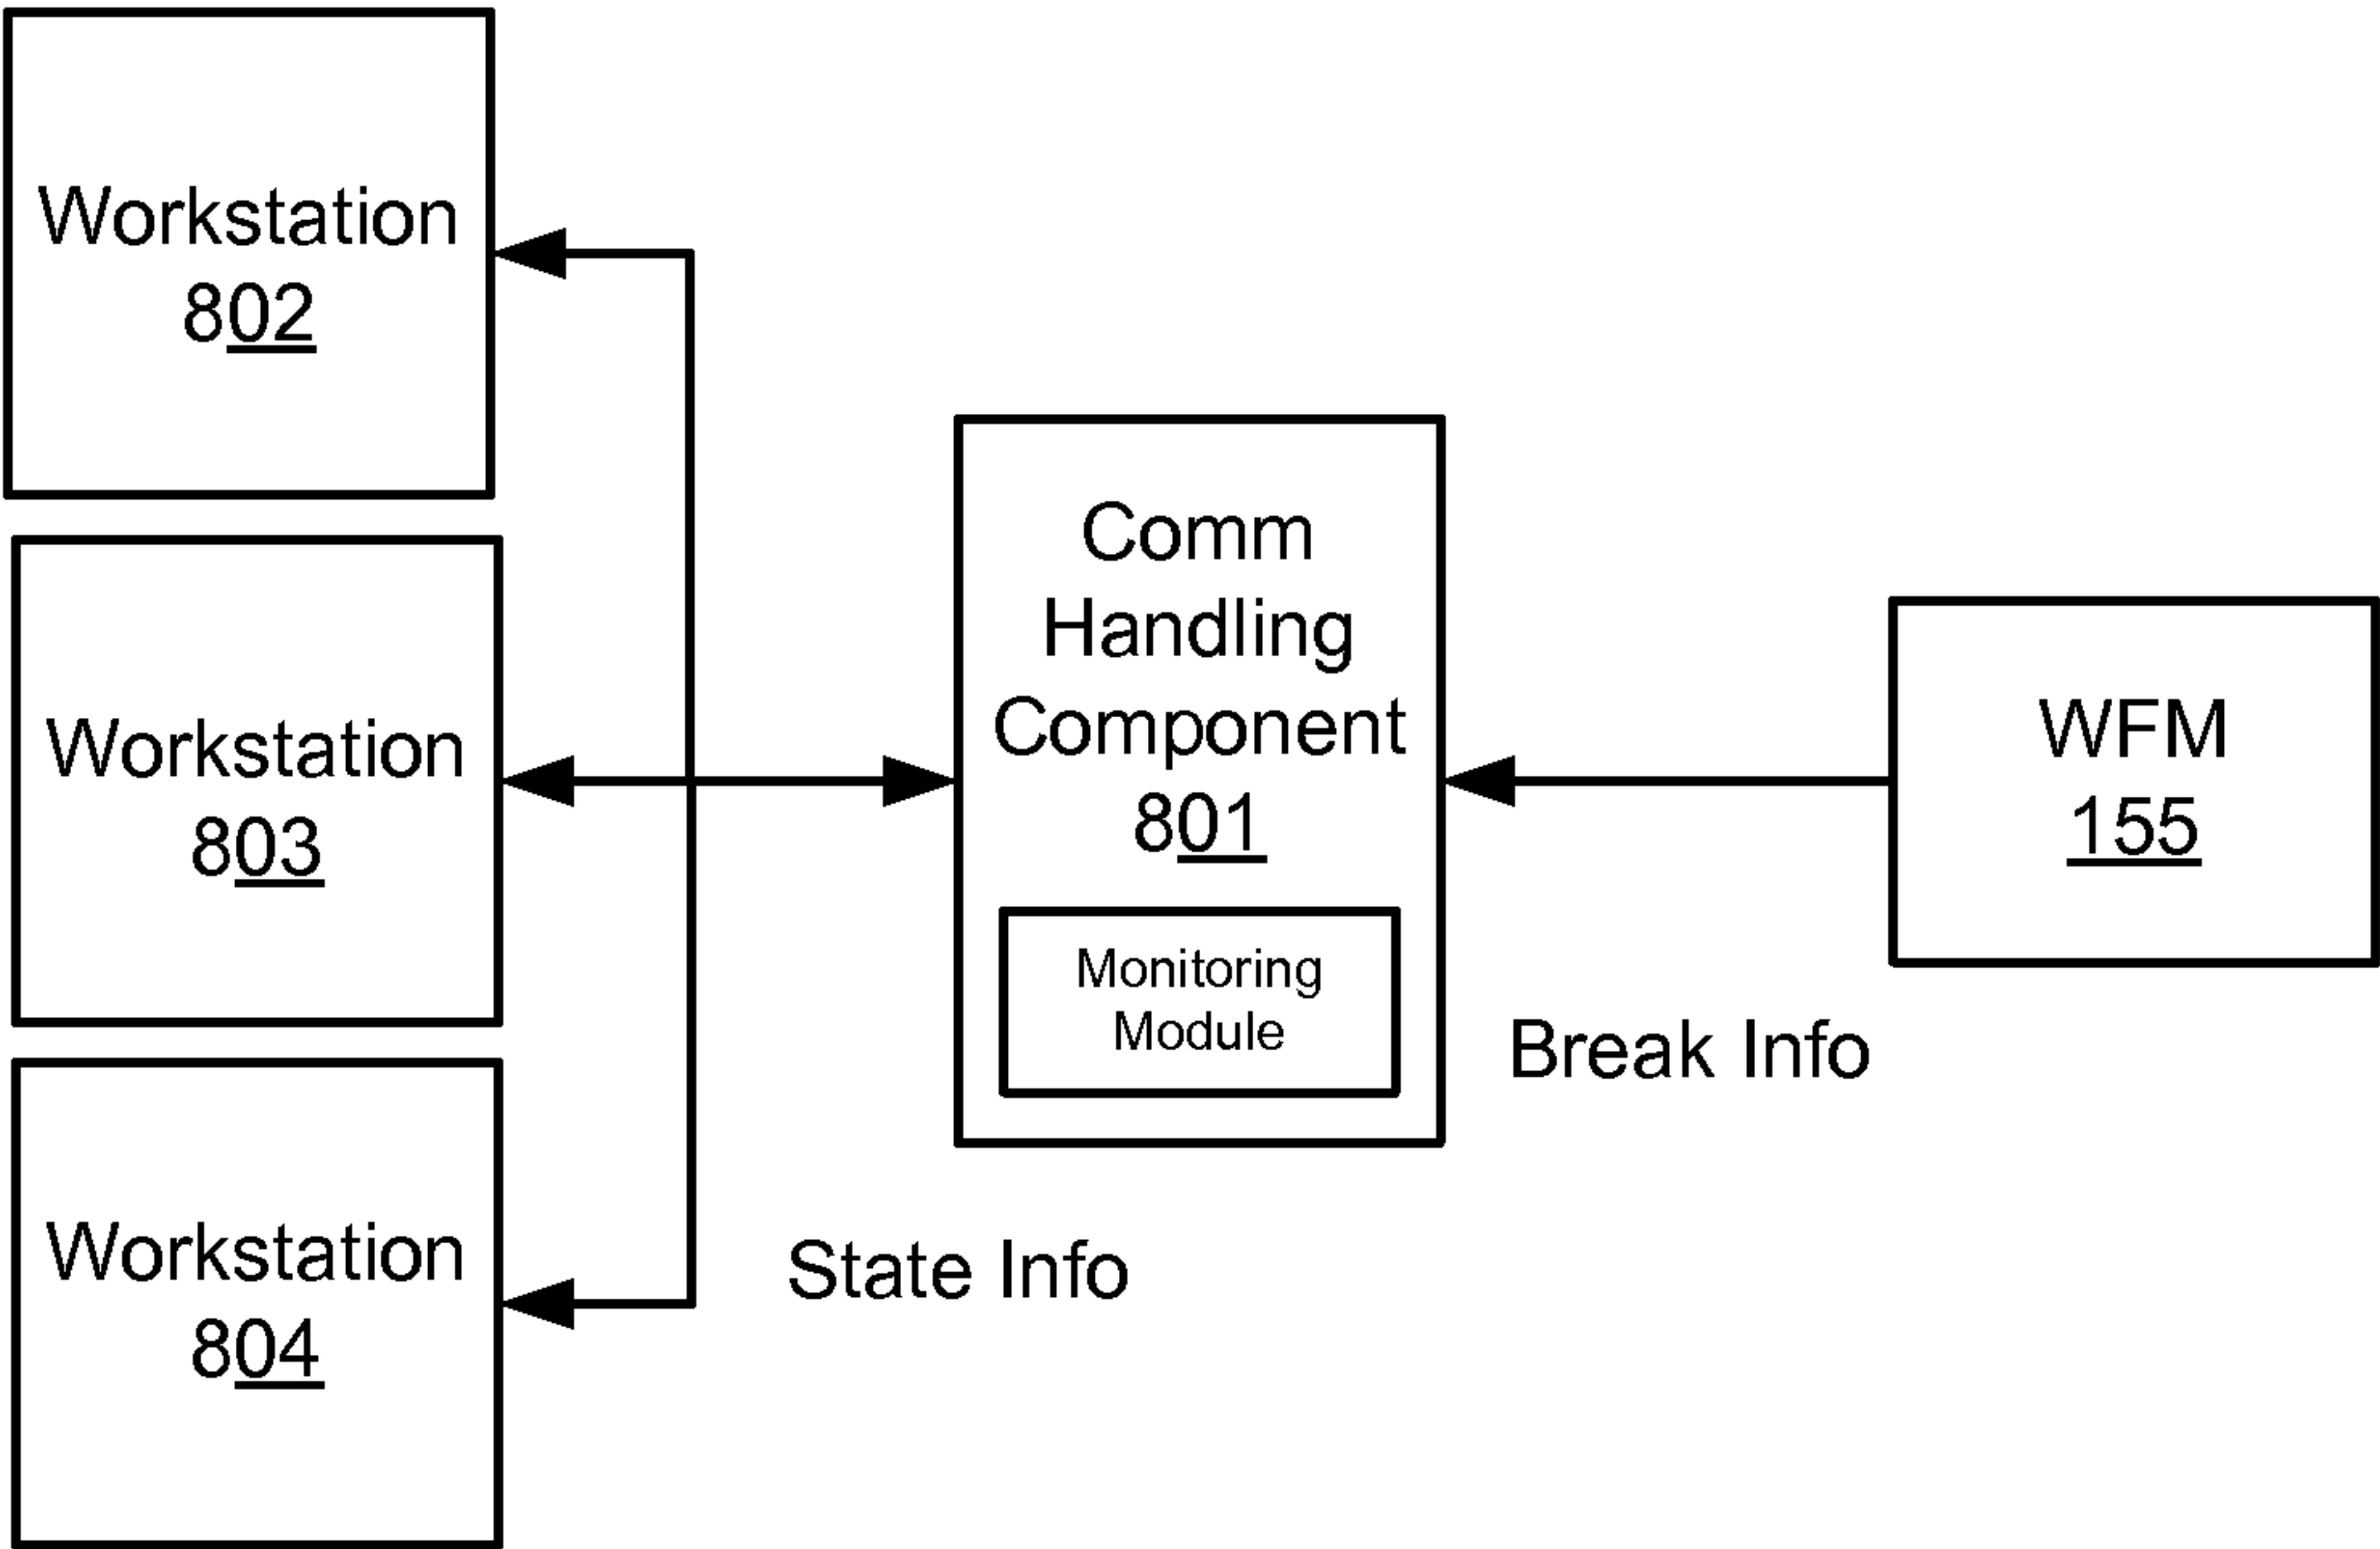 Workstation
802
Workstation
803
Workstation
804
State Info
Comm
Handling
Component
801
Monitoring
Module
Break Info
WFM
155